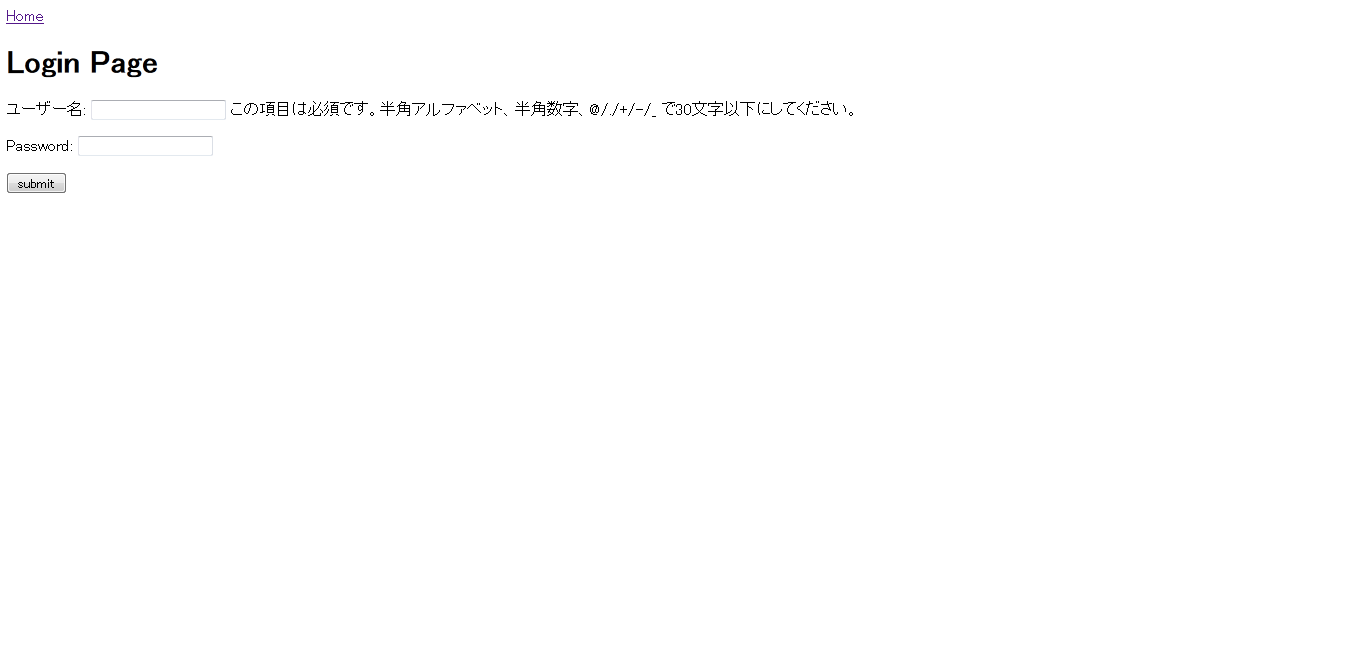 Home
Login Page
ユーザー名: この項目は必須です。半角アルファベット、半角数字、@/./+/-/_ で30文字以下にしてください。
Password:
submit